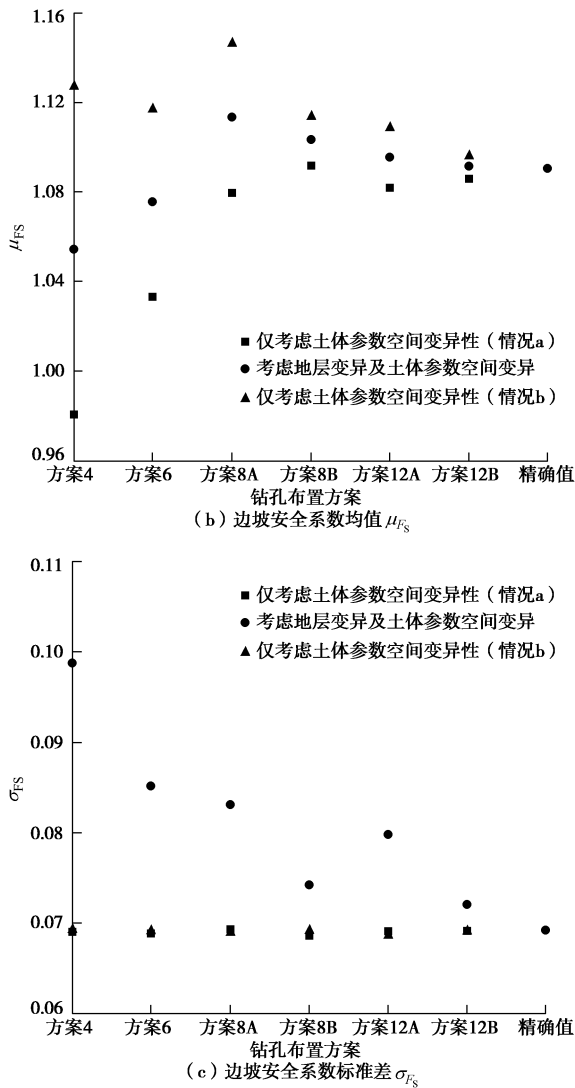 1.16
1.12
1.08
1.04
1.00
0.96
μFS
■ 仅考虑土体参数空间变异性（情况a）
● 考虑地层变异及土体参数空间变异
▲ 仅考虑土体参数空间变异性（情况b）
方案4 方案6 方案8A 方案8B 方案12A 方案12B 精确值
钻孔布置方案
（b）边坡安全系数均值 μFS
0.11
0.10
0.09
0.08
0.07
0.06
σFS
■ 仅考虑土体参数空间变异性（情况a）
● 考虑地层变异及土体参数空间变异
▲ 仅考虑土体参数空间变异性（情况b）
方案4 方案6 方案8A 方案8B 方案12A 方案12B 精确值
钻孔布置方案
（c）边坡安全系数标准差 σFS